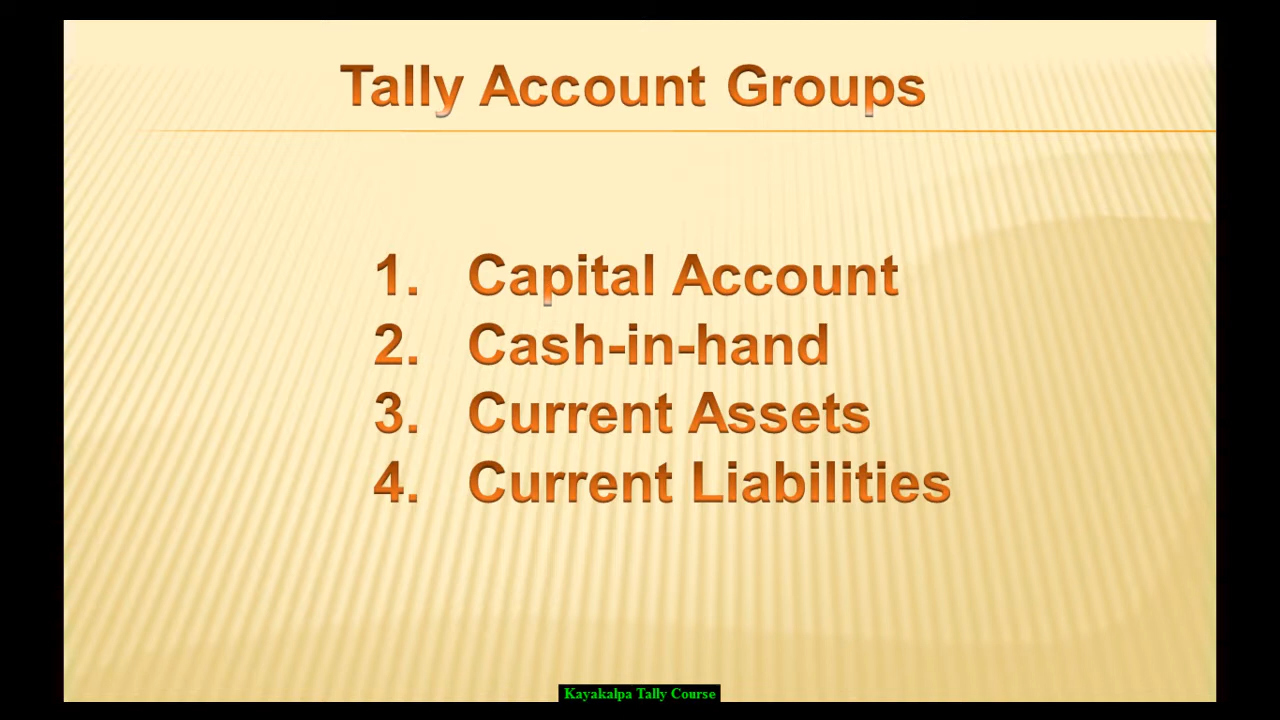 Tally Account Groups
1. Capital Account
2. Cash-in-hand
3. Current Assets
4. Current Liabilities
Kayakalpa Tally Course